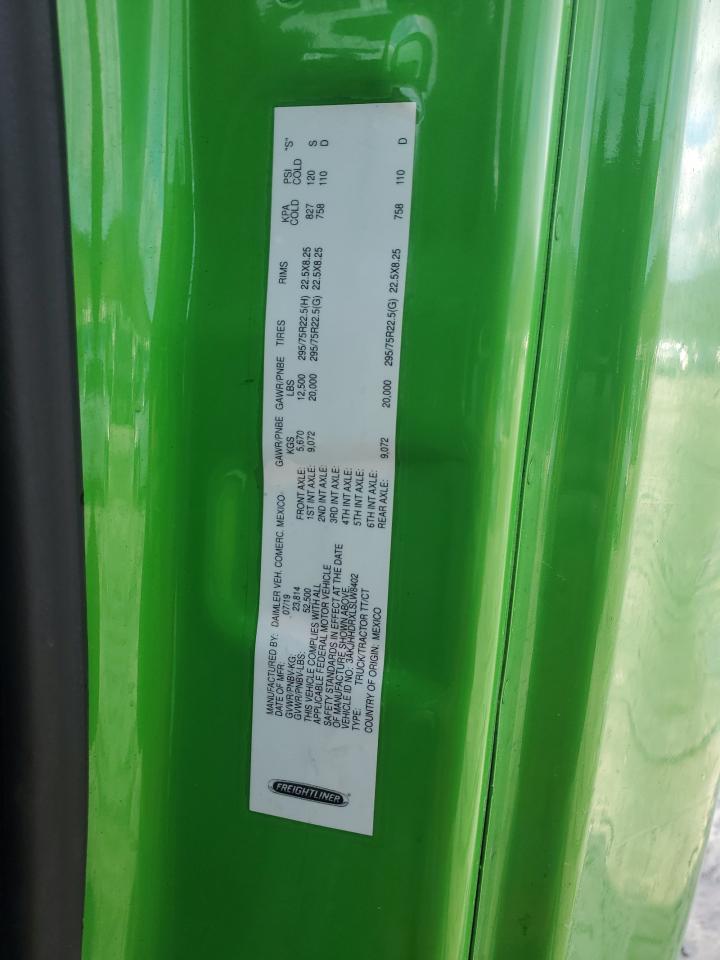 FREIGHTLINER
MANUFACTURED BY: DAIMLER VEH. COMERC. MEXICO
DATE OF MFR: 07/19
GVWR/PNBV-KG: 23,814
GVWR/PNBV-LBS: 52,500
THIS VEHICLE COMPLIES WITH ALL
APPLICABLE FEDERAL MOTOR VEHICLE
SAFETY STANDARDS IN EFFECT AT THE DATE
OF MANUFACTURE SHOWN ABOVE.
VEHICLE ID NO.: 3AKJHHDRXLSLW8402
TYPE: TRUCK/TRACTOR TT/CT
COUNTRY OF ORIGIN: MEXICO
GAWR/PNBE GAWR/PNBE TIRES RIMS KPA PSI "S"
KGS LBS COLD COLD
FRONT AXLE: 5,670 12,500 295/75R22.5(H) 22.5X8.25 827 120 S
1ST INT AXLE: 9,072 20,000 295/75R22.5(G) 22.5X8.25 758 110 D
2ND INT AXLE:
3RD INT AXLE:
4TH INT AXLE:
5TH INT AXLE:
6TH INT AXLE:
REAR AXLE: 9,072 20,000 295/75R22.5(G) 22.5X8.25 758 110 D